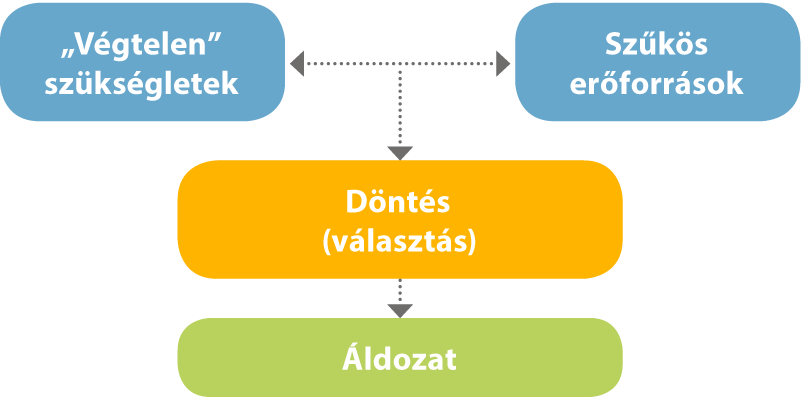 „Végtelen”
szükségletek
Szűkös
erőforrások
Döntés
(választás)
Áldozat